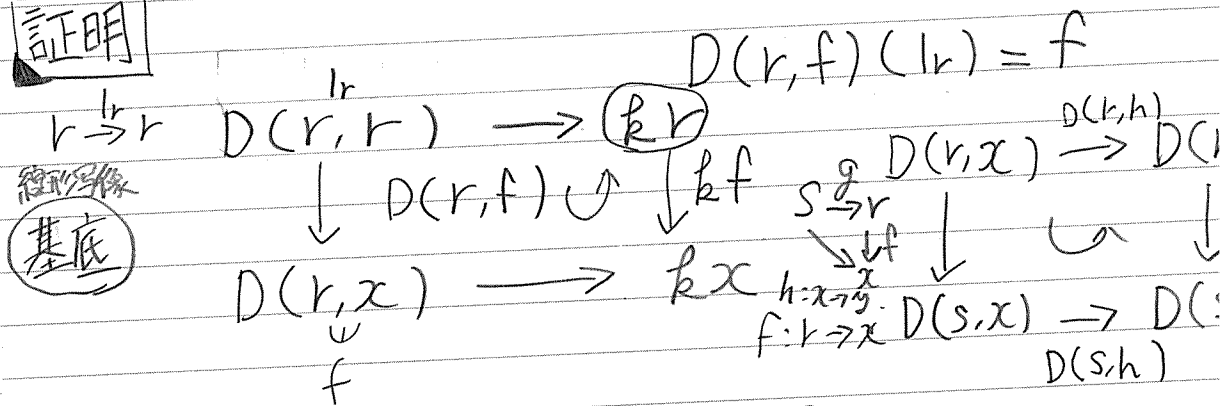 証明
D(r,f)(1r) = f
r →1r r D(r,r) → kr
1r
線形写像
基底
D(r,f) ↺ ↓kf
D(r,x) → kx
f
D(r,x) → D(r
D(r,h)
s →g r
↘ ↓f
x
h:x→y.
f:r→x D(s,x) → D(s
D(s,h)